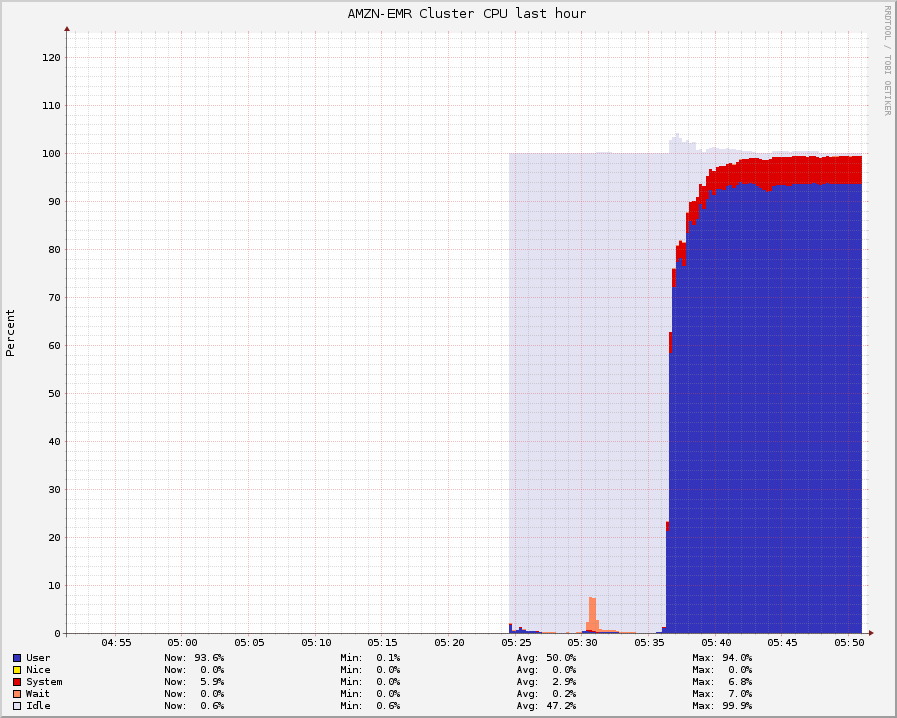 AMZN-EMR Cluster CPU last hour
RRDTOOL / TOBI OETIKER
Percent
120
110
100
90
80
70
60
50
40
30
20
10
0
04:55 05:00 05:05 05:10 05:15 05:20 05:25 05:30 05:35 05:40 05:45 05:50
User Now: 93.6% Min: 0.1% Avg: 50.0% Max: 94.0%
Nice Now: 0.0% Min: 0.0% Avg: 0.0% Max: 0.0%
System Now: 5.9% Min: 0.0% Avg: 2.9% Max: 6.8%
Wait Now: 0.0% Min: 0.0% Avg: 0.2% Max: 7.0%
Idle Now: 0.6% Min: 0.6% Avg: 47.2% Max: 99.9%